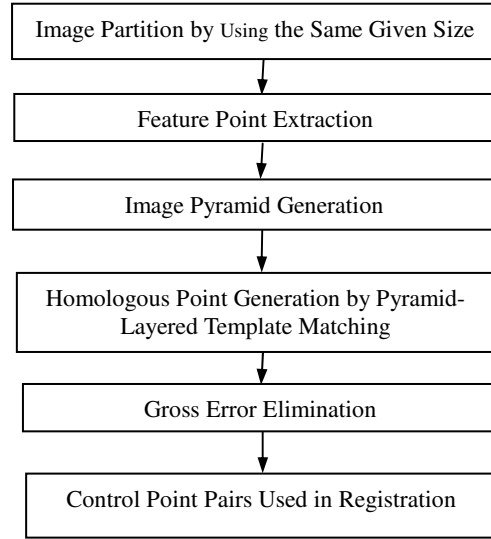 Image Partition by Using the Same Given Size
Feature Point Extraction
Image Pyramid Generation
Homologous Point Generation by Pyramid-
Layered Template Matching
Gross Error Elimination
Control Point Pairs Used in Registration